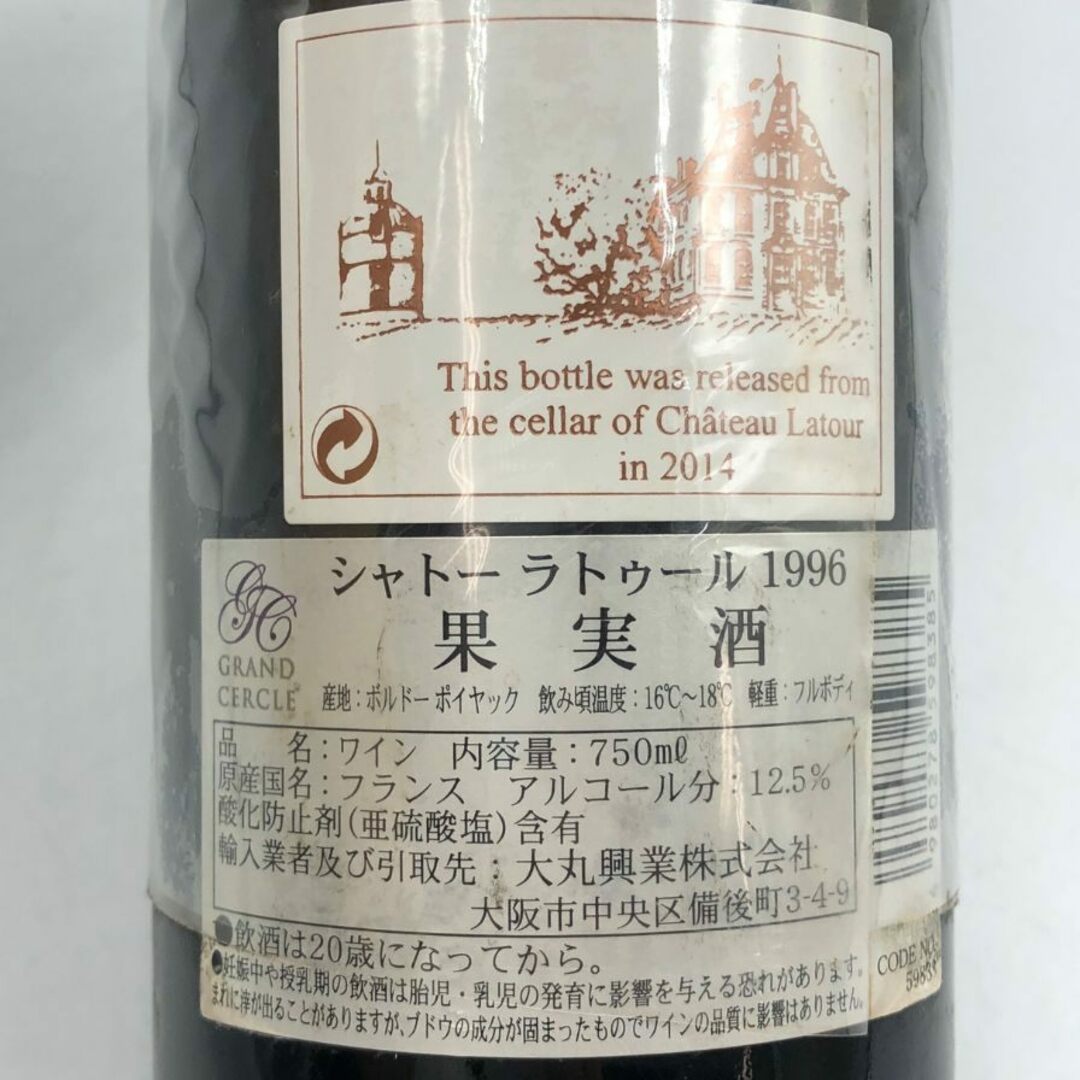 This bottle was released from
the cellar of Château Latour
in 2014
GRAND
CERCLE
シャトー ラトゥール 1996
果 実 酒
産地：ボルドー ポイヤック 飲み頃温度：16℃〜18℃ 軽重：フルボディ
品 名：ワイン 内容量：750mℓ
原産国名：フランス アルコール分：12.5%
酸化防止剤(亜硫酸塩)含有
輸入業者及び引取先：大丸興業株式会社
大阪市中央区備後町3-4-9
●飲酒は20歳になってから。
●妊娠中や授乳期の飲酒は胎児・乳児の発育に影響を与える恐れがあります。
まれに滓が出ることがありますが、ブドウの成分が固まったものでワインの品質に影響はありません。
CODE NO.